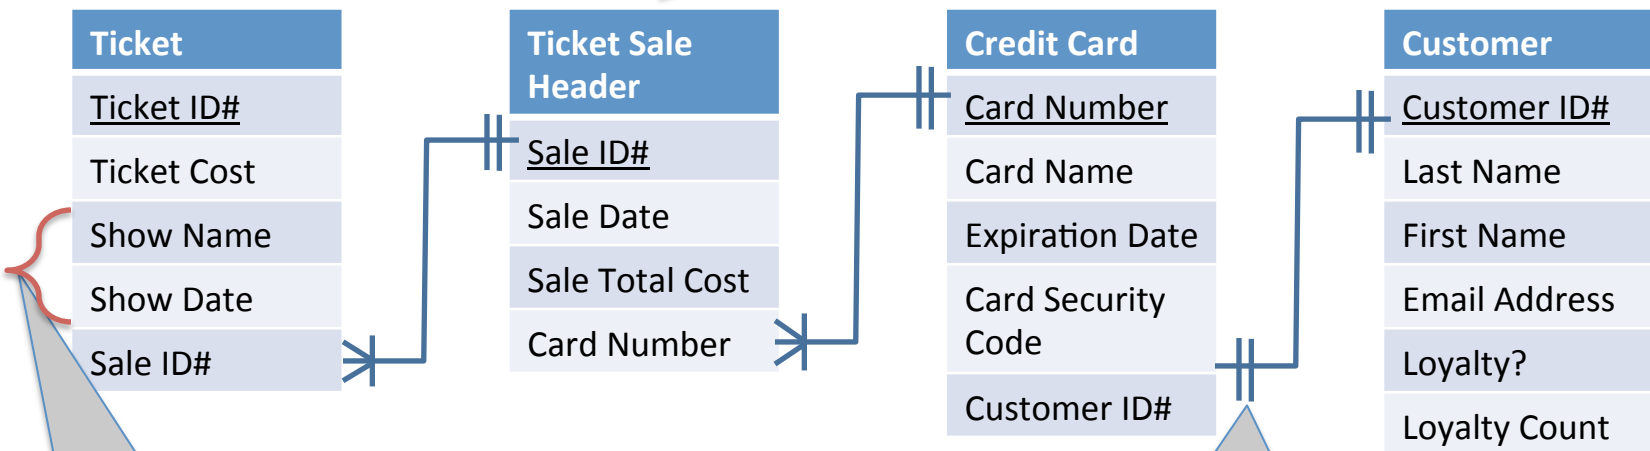 Ticket
Ticket ID#
Ticket Cost
Show Name
Show Date
Sale ID#
Ticket Sale
Header
Sale ID#
Sale Date
Sale Total Cost
Card Number
Credit Card
Card Number
Card Name
Expiration Date
Card Security
Code
Customer ID#
Customer
Customer ID#
Last Name
First Name
Email Address
Loyalty?
Loyalty Count